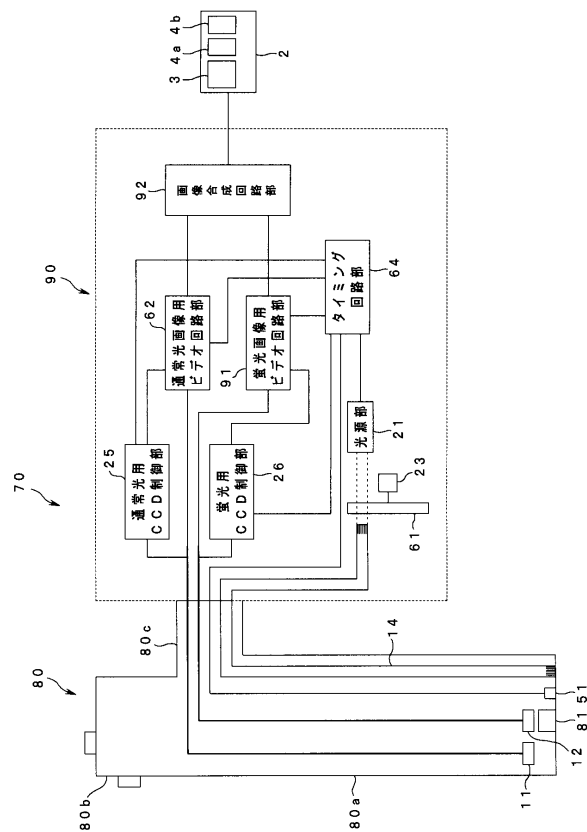 70
90
80
80b
80a
80c
通常光用
CCD制御部
25
蛍光用
CCD制御部
26
通常光画像用
ビデオ回路部
62
蛍光画像用
ビデオ回路部
91
画像合成回路部
92
タイミング
回路部
64
光源部
21
23
61
3
4a
4b
2
14
11
12
81
51